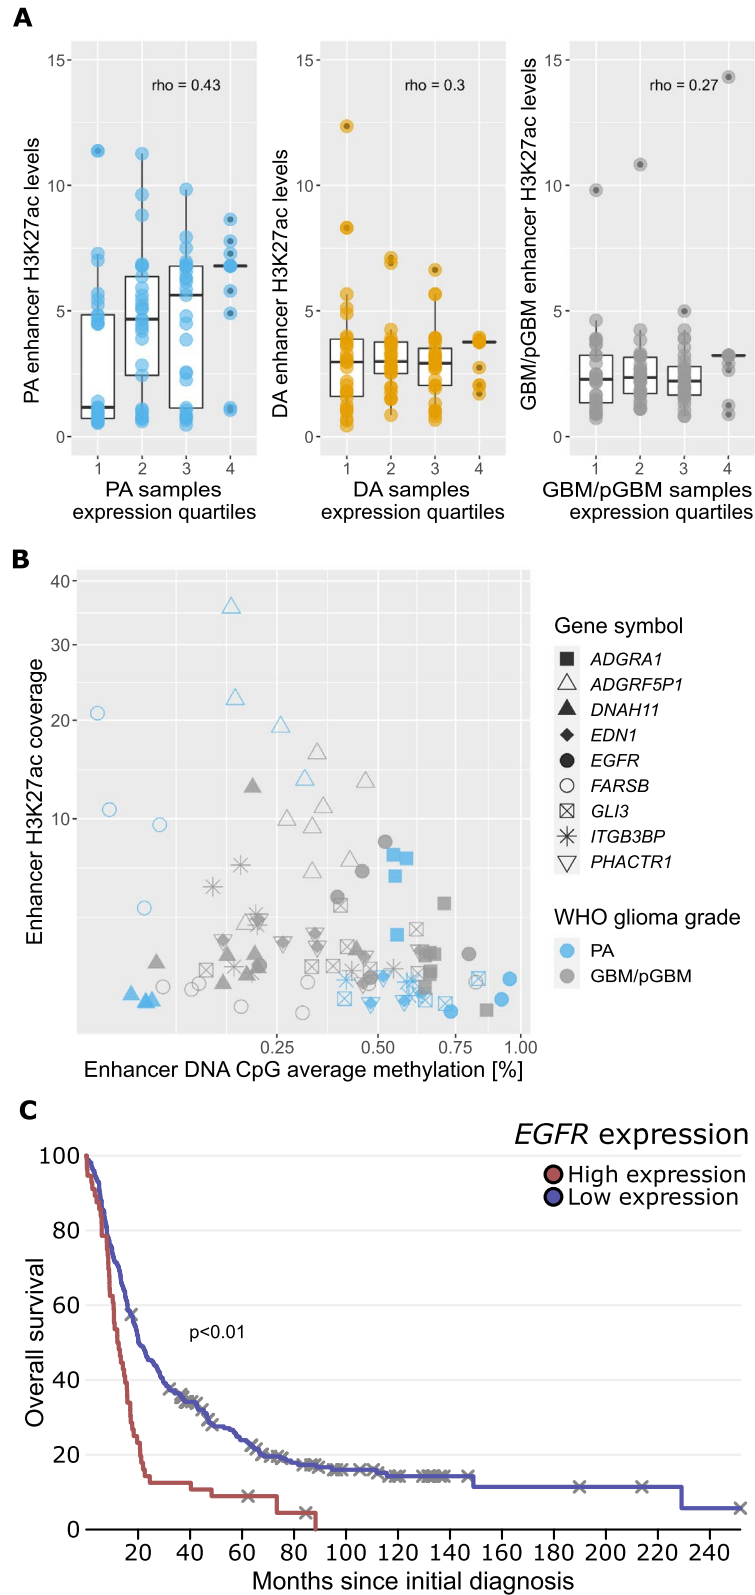 A
PA enhancer H3K27ac levels
15
10
5
0
rho = 0.43
1 2 3 4
PA samples
expression quartiles
DA enhancer H3K27ac levels
15
10
5
0
rho = 0.3
1 2 3 4
DA samples
expression quartiles
GBM/pGBM enhancer H3K27ac levels
15
10
5
0
rho = 0.27
1 2 3 4
GBM/pGBM samples
expression quartiles
B
Enhancer H3K27ac coverage
40
30
20
10
0.25 0.50 0.75 1.00
Enhancer DNA CpG average methylation [%]
Gene symbol
ADGRA1
ADGRF5P1
DNAH11
EDN1
EGFR
FARSB
GLI3
ITGB3BP
PHACTR1
WHO glioma grade
PA
GBM/pGBM
C
EGFR expression
High expression
Low expression
Overall survival
100
80
60
40
20
0
p<0.01
20 40 60 80 100 120 140 160 180 200 220 240
Months since initial diagnosis